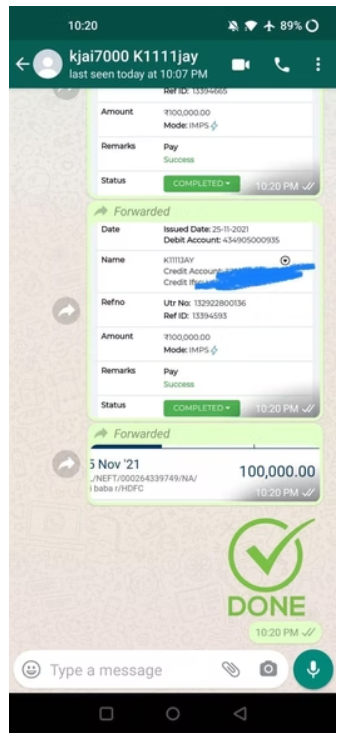 10:20
89%
kjai7000 K1111jay
last seen today at 10:07 PM
Ref ID: 13394665
Amount ₹100,000.00
Mode: IMPS
Remarks Pay
Success
Status COMPLETED
10:20 PM
Forwarded
Date Issued Date: 25-11-2021
Debit Account: 434905000935
Name K1111JAY
Credit Account:
Credit Ifsc
Refno Utr No: 132922800136
Ref ID: 13394593
Amount ₹100,000.00
Mode: IMPS
Remarks Pay
Success
Status COMPLETED
10:20 PM
Forwarded
5 Nov '21
100,000.00
/NEFT/000264339749/NA/
baba r/HDFC
10:20 PM
DONE
10:20 PM
Type a message